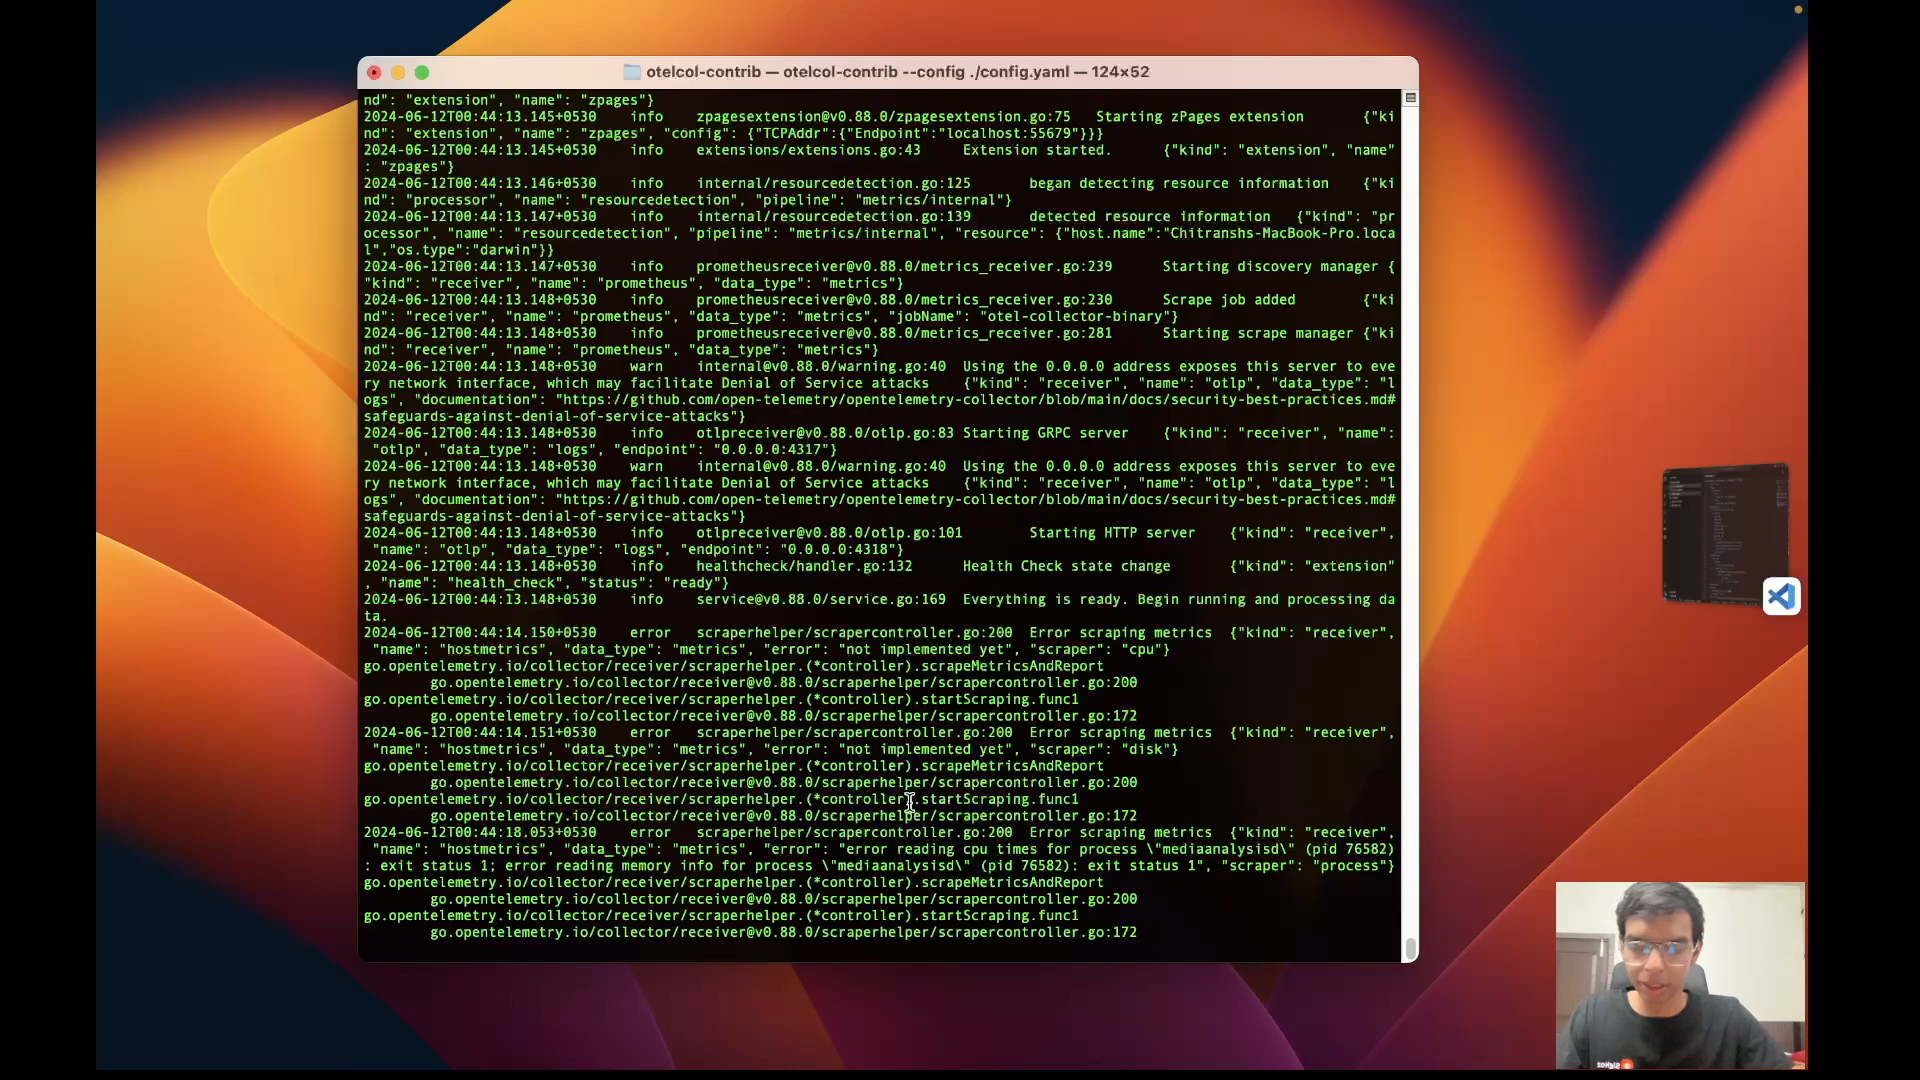 otelcol-contrib — otelcol-contrib --config ./config.yaml — 124×52
nd": "extension", "name": "zpages"}
2024-06-12T00:44:13.145+0530    info    zpagesextension@v0.88.0/zpagesextension.go:75   Starting zPages extension       {"ki
nd": "extension", "name": "zpages", "config": {"TCPAddr":{"Endpoint":"localhost:55679"}}}
2024-06-12T00:44:13.145+0530    info    extensions/extensions.go:43     Extension started.      {"kind": "extension", "name"
: "zpages"}
2024-06-12T00:44:13.146+0530    info    internal/resourcedetection.go:125       began detecting resource information    {"ki
nd": "processor", "name": "resourcedetection", "pipeline": "metrics/internal"}
2024-06-12T00:44:13.147+0530    info    internal/resourcedetection.go:139       detected resource information   {"kind": "pr
ocessor", "name": "resourcedetection", "pipeline": "metrics/internal", "resource": {"host.name":"Chitranshs-MacBook-Pro.loca
l","os.type":"darwin"}}
2024-06-12T00:44:13.147+0530    info    prometheusreceiver@v0.88.0/metrics_receiver.go:239      Starting discovery manager {
"kind": "receiver", "name": "prometheus", "data_type": "metrics"}
2024-06-12T00:44:13.148+0530    info    prometheusreceiver@v0.88.0/metrics_receiver.go:230      Scrape job added        {"ki
nd": "receiver", "name": "prometheus", "data_type": "metrics", "jobName": "otel-collector-binary"}
2024-06-12T00:44:13.148+0530    info    prometheusreceiver@v0.88.0/metrics_receiver.go:281      Starting scrape manager {"ki
nd": "receiver", "name": "prometheus", "data_type": "metrics"}
2024-06-12T00:44:13.148+0530    warn    internal@v0.88.0/warning.go:40  Using the 0.0.0.0 address exposes this server to eve
ry network interface, which may facilitate Denial of Service attacks    {"kind": "receiver", "name": "otlp", "data_type": "l
ogs", "documentation": "https://github.com/open-telemetry/opentelemetry-collector/blob/main/docs/security-best-practices.md#
safeguards-against-denial-of-service-attacks"}
2024-06-12T00:44:13.148+0530    info    otlpreceiver@v0.88.0/otlp.go:83 Starting GRPC server    {"kind": "receiver", "name":
"otlp", "data_type": "logs", "endpoint": "0.0.0.0:4317"}
2024-06-12T00:44:13.148+0530    warn    internal@v0.88.0/warning.go:40  Using the 0.0.0.0 address exposes this server to eve
ry network interface, which may facilitate Denial of Service attacks    {"kind": "receiver", "name": "otlp", "data_type": "l
ogs", "documentation": "https://github.com/open-telemetry/opentelemetry-collector/blob/main/docs/security-best-practices.md#
safeguards-against-denial-of-service-attacks"}
2024-06-12T00:44:13.148+0530    info    otlpreceiver@v0.88.0/otlp.go:101        Starting HTTP server    {"kind": "receiver",
"name": "otlp", "data_type": "logs", "endpoint": "0.0.0.0:4318"}
2024-06-12T00:44:13.148+0530    info    healthcheck/handler.go:132      Health Check state change       {"kind": "extension"
, "name": "health_check", "status": "ready"}
2024-06-12T00:44:13.148+0530    info    service@v0.88.0/service.go:169  Everything is ready. Begin running and processing da
ta.
2024-06-12T00:44:14.150+0530    error   scraperhelper/scrapercontroller.go:200  Error scraping metrics  {"kind": "receiver",
"name": "hostmetrics", "data_type": "metrics", "error": "not implemented yet", "scraper": "cpu"}
go.opentelemetry.io/collector/receiver/scraperhelper.(*controller).scrapeMetricsAndReport
go.opentelemetry.io/collector/receiver@v0.88.0/scraperhelper/scrapercontroller.go:200
go.opentelemetry.io/collector/receiver/scraperhelper.(*controller).startScraping.func1
go.opentelemetry.io/collector/receiver@v0.88.0/scraperhelper/scrapercontroller.go:172
2024-06-12T00:44:14.151+0530    error   scraperhelper/scrapercontroller.go:200  Error scraping metrics  {"kind": "receiver",
"name": "hostmetrics", "data_type": "metrics", "error": "not implemented yet", "scraper": "disk"}
go.opentelemetry.io/collector/receiver/scraperhelper.(*controller).scrapeMetricsAndReport
go.opentelemetry.io/collector/receiver@v0.88.0/scraperhelper/scrapercontroller.go:200
go.opentelemetry.io/collector/receiver/scraperhelper.(*controller).startScraping.func1
go.opentelemetry.io/collector/receiver@v0.88.0/scraperhelper/scrapercontroller.go:172
2024-06-12T00:44:18.053+0530    error   scraperhelper/scrapercontroller.go:200  Error scraping metrics  {"kind": "receiver",
"name": "hostmetrics", "data_type": "metrics", "error": "error reading cpu times for process \"mediaanalysisd\" (pid 76582)
: exit status 1; error reading memory info for process \"mediaanalysisd\" (pid 76582): exit status 1", "scraper": "process"}
go.opentelemetry.io/collector/receiver/scraperhelper.(*controller).scrapeMetricsAndReport
go.opentelemetry.io/collector/receiver@v0.88.0/scraperhelper/scrapercontroller.go:200
go.opentelemetry.io/collector/receiver/scraperhelper.(*controller).startScraping.func1
go.opentelemetry.io/collector/receiver@v0.88.0/scraperhelper/scrapercontroller.go:172